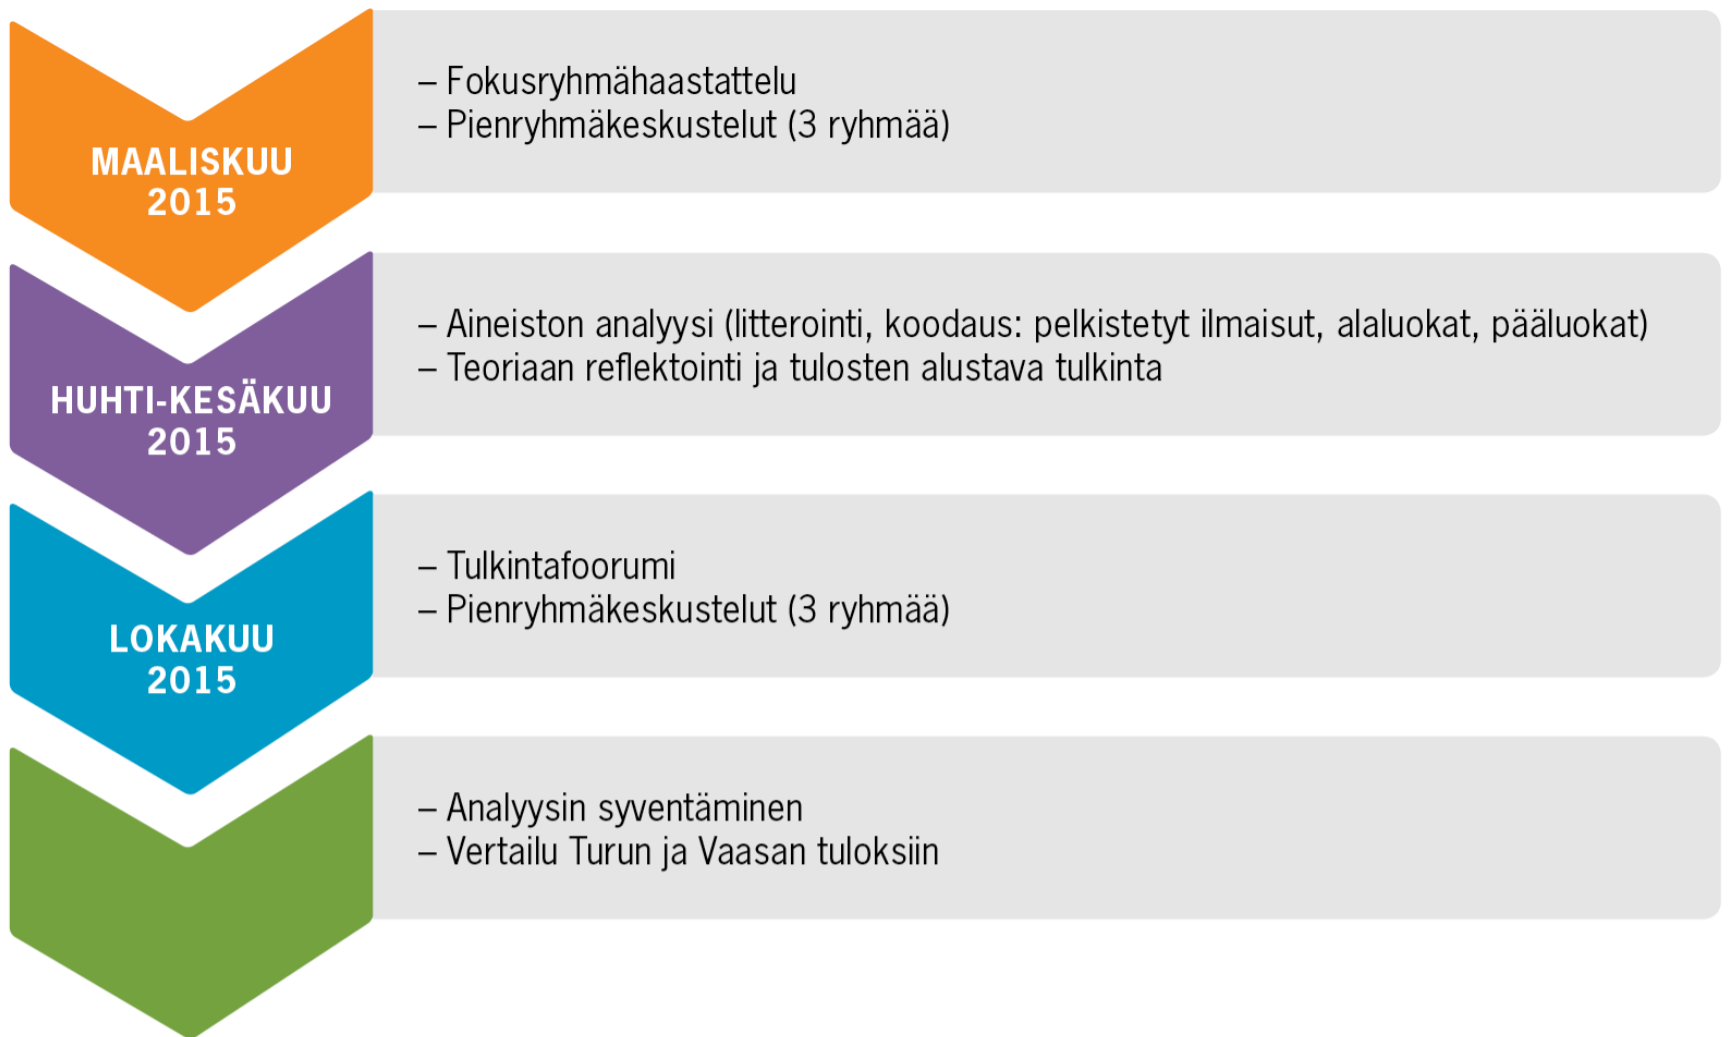 MAALISKUU
2015
– Fokusryhmähaastattelu
– Pienryhmäkeskustelut (3 ryhmää)
HUHTI-KESÄKUU
2015
– Aineiston analyysi (litterointi, koodaus: pelkistetyt ilmaisut, alaluokat, pääluokat)
– Teoriaan reflektointi ja tulosten alustava tulkinta
LOKAKUU
2015
– Tulkintafoorumi
– Pienryhmäkeskustelut (3 ryhmää)
– Analyysin syventäminen
– Vertailu Turun ja Vaasan tuloksiin